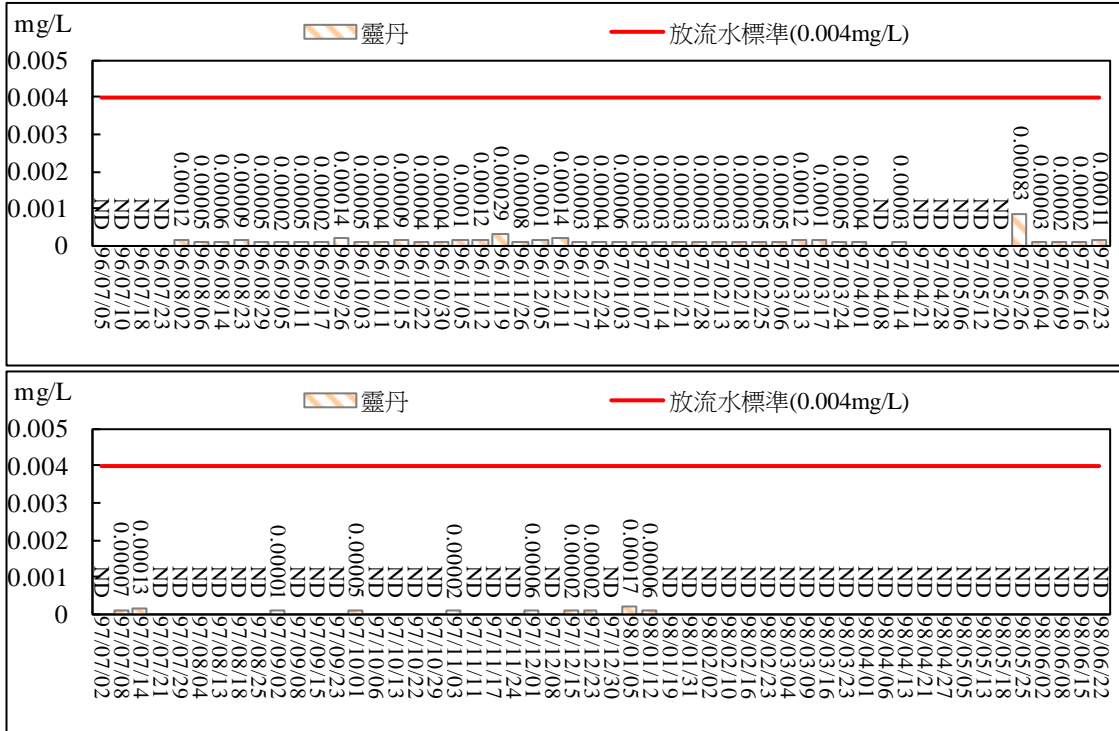 mg/L
靈丹
放流水標準(0.004mg/L)
0.005
0.004
0.003
0.002
0.001
0
ND ND ND ND 0.00012 0.00005 0.00006 0.00009 0.00005 0.00002 0.00005 0.00002 0.00014 0.00005 0.00004 0.00009 0.00004 0.00004 0.0001 0.00012 0.00029 0.00008 0.0001 0.00014 0.00003 0.00004 0.00006 0.00003 0.00003 0.00003 0.00003 0.00003 0.00003 0.00005 0.00005 0.00012 0.0001 0.00005 0.00004 ND 0.00003 ND ND ND ND ND 0.00083 0.00003 0.00002 0.00002 0.00011
96/07/05 96/07/10 96/07/18 96/07/23 96/08/02 96/08/06 96/08/14 96/08/23 96/08/29 96/09/05 96/09/11 96/09/17 96/09/26 96/10/03 96/10/11 96/10/15 96/10/22 96/10/30 96/11/05 96/11/12 96/11/19 96/11/26 96/12/05 96/12/11 96/12/17 96/12/24 97/01/03 97/01/07 97/01/14 97/01/21 97/01/28 97/02/13 97/02/18 97/02/25 97/03/06 97/03/13 97/03/17 97/03/24 97/04/01 97/04/08 97/04/14 97/04/21 97/04/28 97/05/06 97/05/12 97/05/20 97/05/26 97/06/04 97/06/09 97/06/16 97/06/23
mg/L
靈丹
放流水標準(0.004mg/L)
0.005
0.004
0.003
0.002
0.001
0
ND 0.00007 0.00013 ND ND ND ND ND ND 0.00001 ND ND ND 0.00005 ND ND ND ND 0.00002 ND ND ND 0.00006 ND 0.00002 0.00002 ND 0.00017 0.00006 ND ND ND ND ND ND ND ND ND ND ND ND ND ND ND ND ND ND ND ND ND ND ND
97/07/02 97/07/08 97/07/14 97/07/21 97/07/29 97/08/04 97/08/13 97/08/18 97/08/25 97/09/02 97/09/08 97/09/15 97/09/23 97/10/01 97/10/06 97/10/13 97/10/22 97/10/29 97/11/03 97/11/11 97/11/17 97/11/24 97/12/01 97/12/08 97/12/15 97/12/23 97/12/30 98/01/05 98/01/12 98/01/19 98/01/31 98/02/02 98/02/10 98/02/16 98/02/23 98/03/04 98/03/09 98/03/16 98/03/23 98/04/01 98/04/06 98/04/13 98/04/21 98/04/27 98/05/05 98/05/13 98/05/18 98/05/25 98/06/02 98/06/08 98/06/15 98/06/22